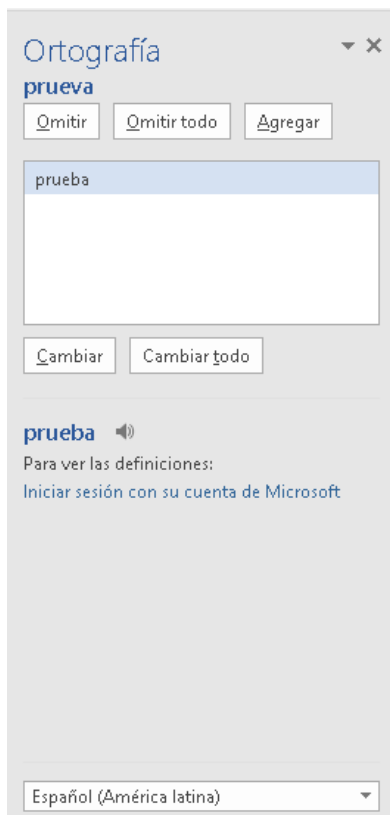 Ortografía
prueva
Omitir Omitir todo Agregar
prueba
Cambiar Cambiar todo
prueba
Para ver las definiciones:
Iniciar sesión con su cuenta de Microsoft
Español (América latina)